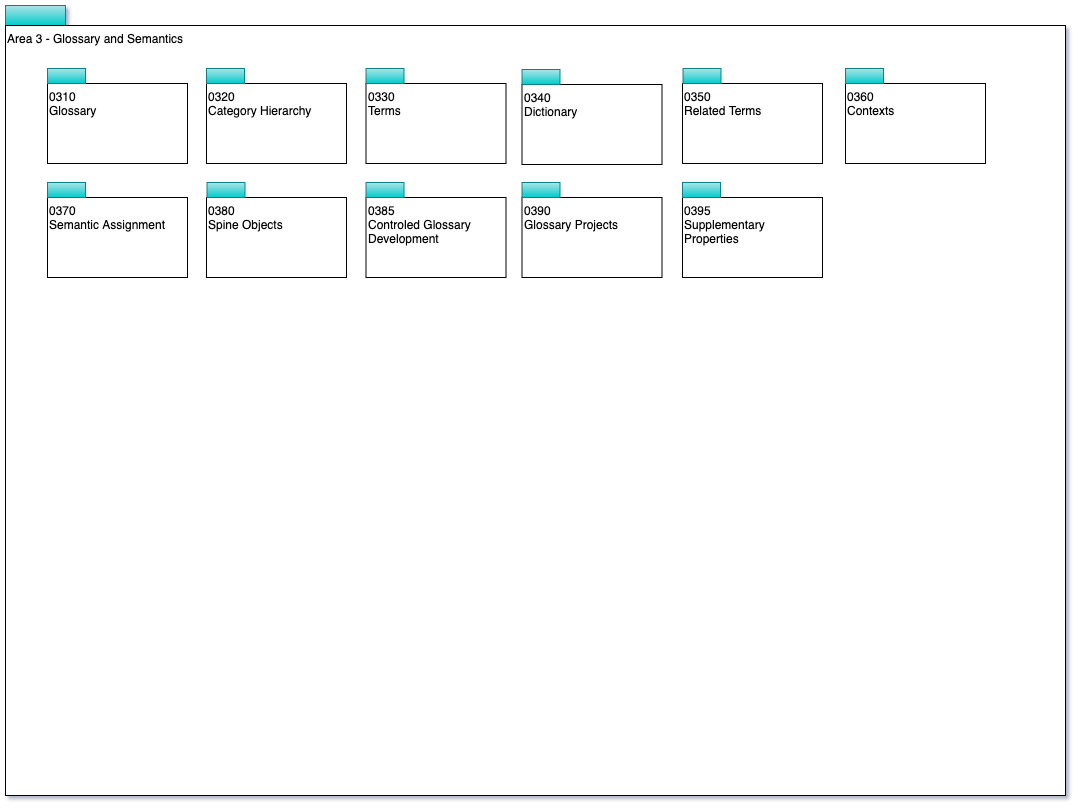 Area 3 - Glossary and Semantics
0310
Glossary
0320
Category Hierarchy
0330
Terms
0340
Dictionary
0350
Related Terms
0360
Contexts
0370
Semantic Assignment
0380
Spine Objects
0385
Controled Glossary
Development
0390
Glossary Projects
0395
Supplementary
Properties